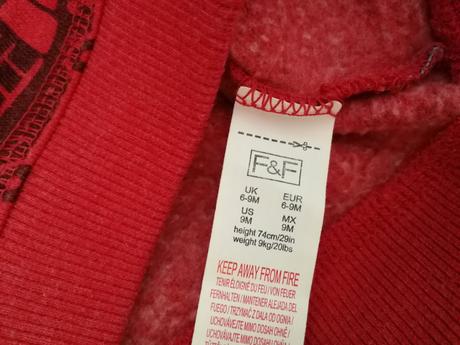 F&F
UK EUR
6-9M 6-9M
US MX
9M 9M
height 74cm/29in
weight 9kg/20lbs
KEEP AWAY FROM FIRE
TENIR ÉLOIGNÉ DU FEU / VON FEUER
FERNHALTEN / MANTENER ALEJADA DEL
FUEGO / TRZYMAĆ Z DALA OD OGNIA /
UCHOVÁVEJTE MIMO DOSAH OHNĚ /
UCHOVÁVAJTE MIMO DOSAH OHŇA /